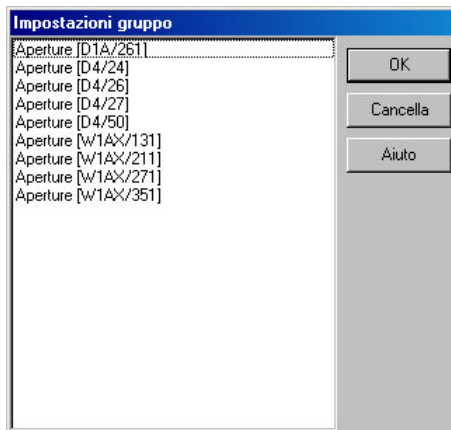 Impostazioni gruppo
Aperture [D1A/261]
Aperture [D4/24]
Aperture [D4/26]
Aperture [D4/27]
Aperture [D4/50]
Aperture [W1AX/131]
Aperture [W1AX/211]
Aperture [W1AX/271]
Aperture [W1AX/351]
OK
Cancella
Aiuto